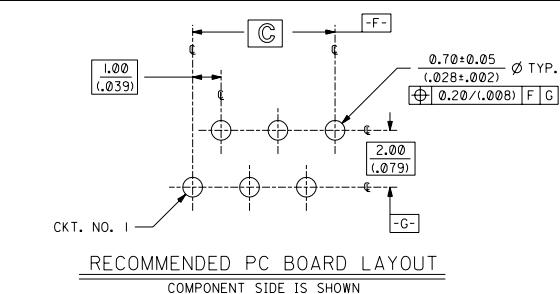 C
-F-
1.00
(.039)
0.70±0.05
(.028±.002)
Ø TYP.
⌖ 0.20/(.008) F G
2.00
(.079)
CKT. NO. 1
-G-
RECOMMENDED PC BOARD LAYOUT
COMPONENT SIDE IS SHOWN